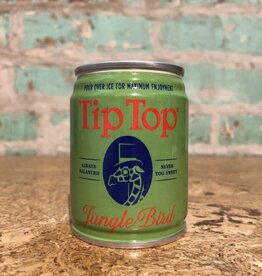 POUR OVER ICE FOR MAXIMUM ENJOYMENT
Tip Top
ALWAYS
BALANCED
NEVER
TOO SWEET
Jungle Bird